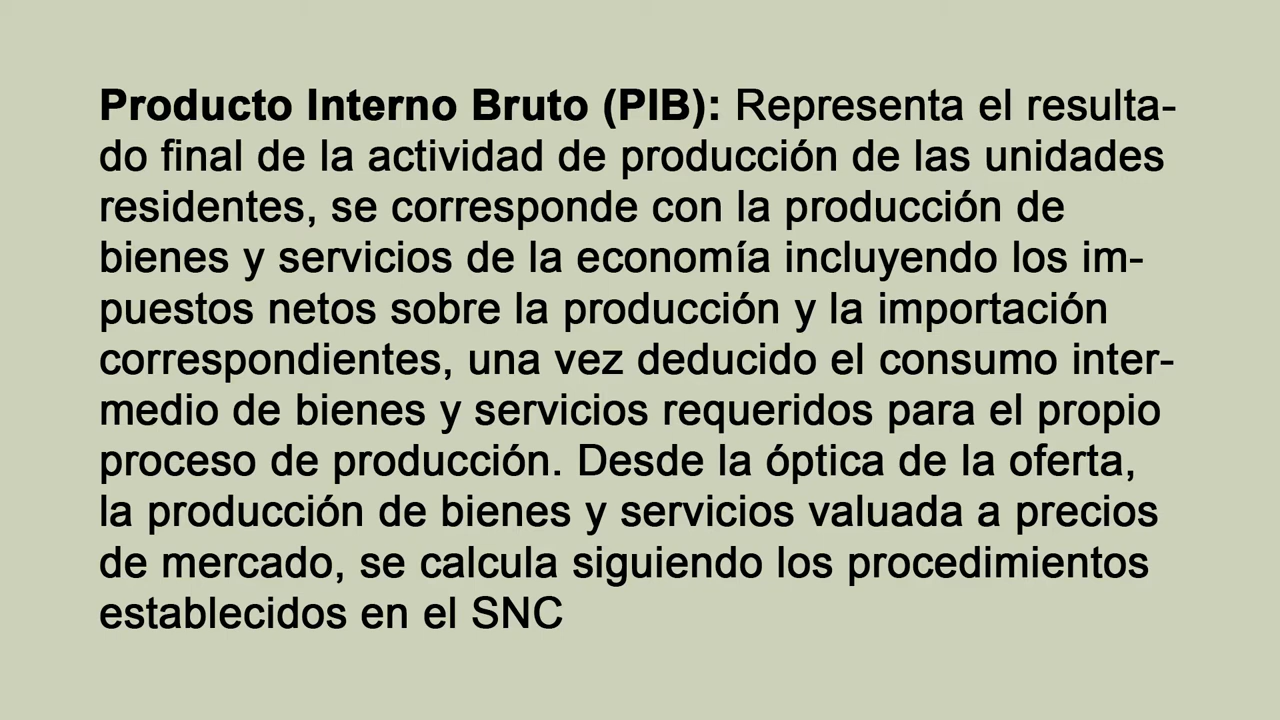 Producto Interno Bruto (PIB): Representa el resulta-
do final de la actividad de producción de las unidades
residentes, se corresponde con la producción de
bienes y servicios de la economía incluyendo los im-
puestos netos sobre la producción y la importación
correspondientes, una vez deducido el consumo inter-
medio de bienes y servicios requeridos para el propio
proceso de producción. Desde la óptica de la oferta,
la producción de bienes y servicios valuada a precios
de mercado, se calcula siguiendo los procedimientos
establecidos en el SNC